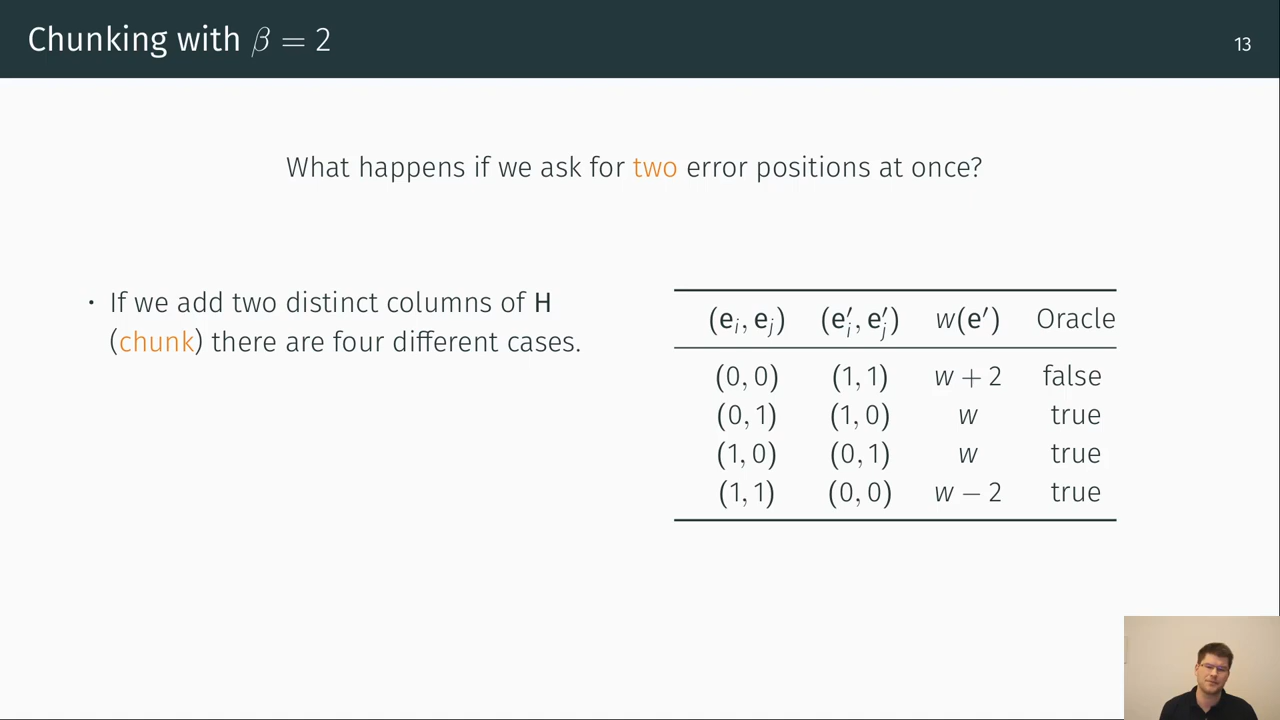 Chunking with β = 2
13
What happens if we ask for two error positions at once?
• If we add two distinct columns of H
(chunk) there are four different cases.
(e_i, e_j) (e′_i, e′_j) w(e′) Oracle
(0, 0) (1, 1) w + 2 false
(0, 1) (1, 0) w true
(1, 0) (0, 1) w true
(1, 1) (0, 0) w − 2 true